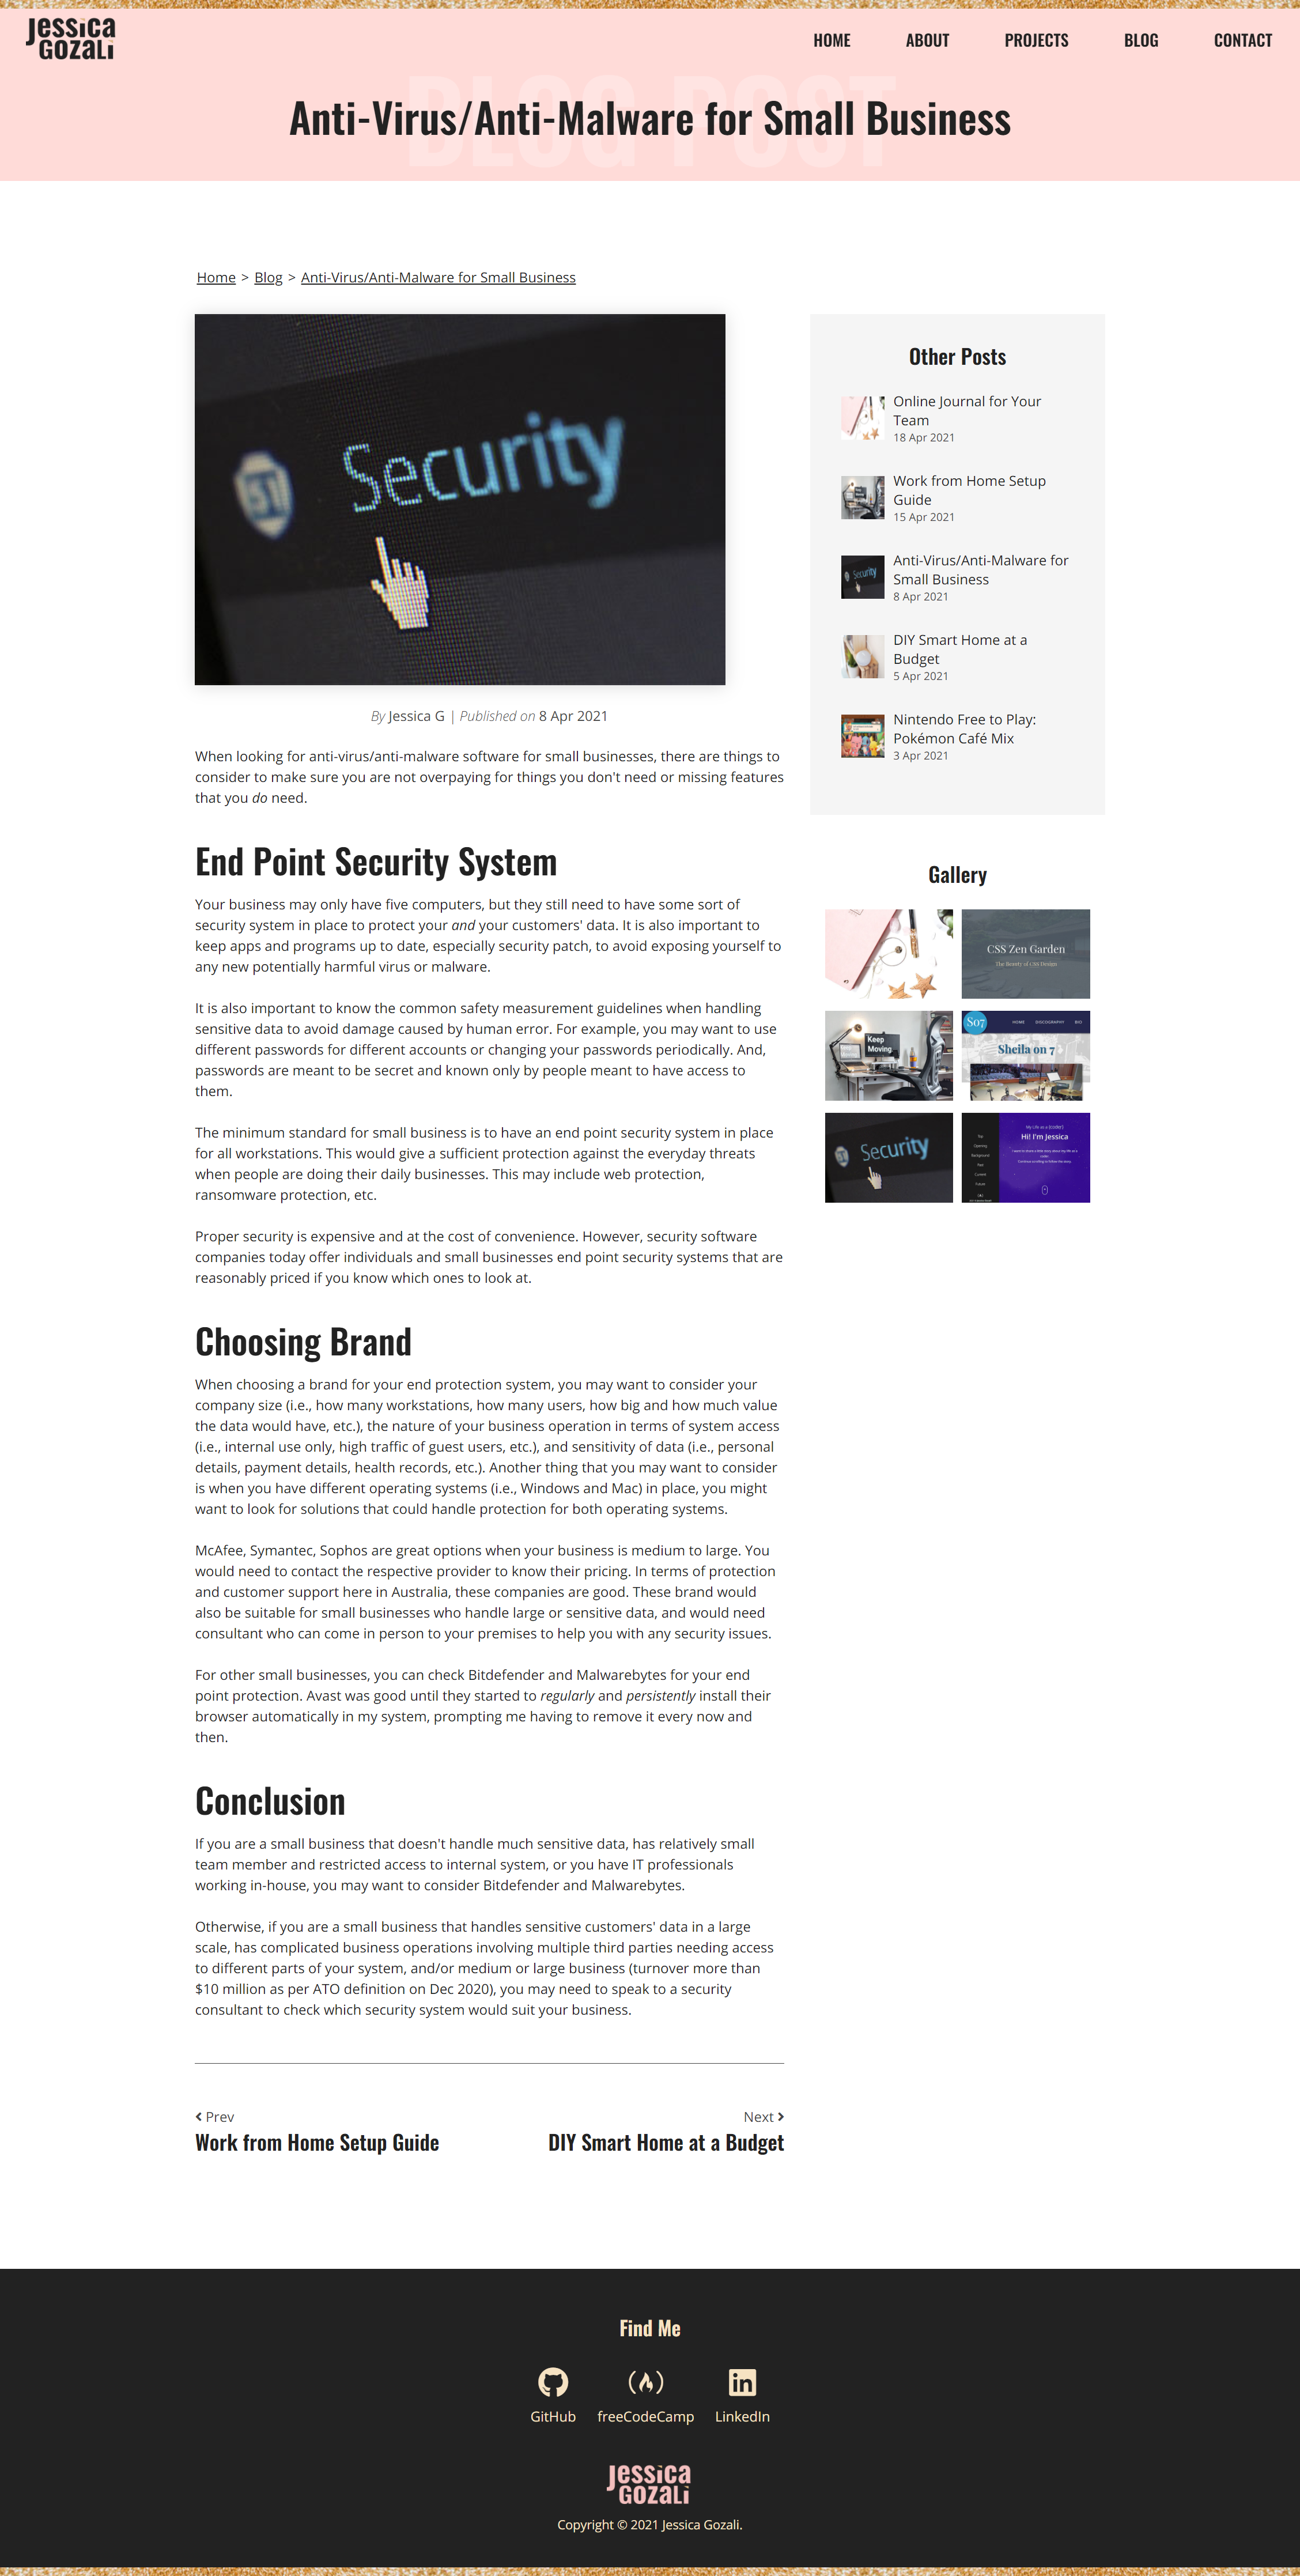 Jessica
Gozali
HOME ABOUT PROJECTS BLOG CONTACT
BLOG POST
Anti-Virus/Anti-Malware for Small Business
Home > Blog > Anti-Virus/Anti-Malware for Small Business
Security
By Jessica G | Published on 8 Apr 2021
When looking for anti-virus/anti-malware software for small businesses, there are things to
consider to make sure you are not overpaying for things you don't need or missing features
that you do need.
End Point Security System
Your business may only have five computers, but they still need to have some sort of
security system in place to protect your and your customers' data. It is also important to
keep apps and programs up to date, especially security patch, to avoid exposing yourself to
any new potentially harmful virus or malware.
It is also important to know the common safety measurement guidelines when handling
sensitive data to avoid damage caused by human error. For example, you may want to use
different passwords for different accounts or changing your passwords periodically. And,
passwords are meant to be secret and known only by people meant to have access to
them.
The minimum standard for small business is to have an end point security system in place
for all workstations. This would give a sufficient protection against the everyday threats
when people are doing their daily businesses. This may include web protection,
ransomware protection, etc.
Proper security is expensive and at the cost of convenience. However, security software
companies today offer individuals and small businesses end point security systems that are
reasonably priced if you know which ones to look at.
Choosing Brand
When choosing a brand for your end protection system, you may want to consider your
company size (i.e., how many workstations, how many users, how big and how much value
the data would have, etc.), the nature of your business operation in terms of system access
(i.e., internal use only, high traffic of guest users, etc.), and sensitivity of data (i.e., personal
details, payment details, health records, etc.). Another thing that you may want to consider
is when you have different operating systems (i.e., Windows and Mac) in place, you might
want to look for solutions that could handle protection for both operating systems.
McAfee, Symantec, Sophos are great options when your business is medium to large. You
would need to contact the respective provider to know their pricing. In terms of protection
and customer support here in Australia, these companies are good. These brand would
also be suitable for small businesses who handle large or sensitive data, and would need
consultant who can come in person to your premises to help you with any security issues.
For other small businesses, you can check Bitdefender and Malwarebytes for your end
point protection. Avast was good until they started to regularly and persistently install their
browser automatically in my system, prompting me having to remove it every now and
then.
Conclusion
If you are a small business that doesn't handle much sensitive data, has relatively small
team member and restricted access to internal system, or you have IT professionals
working in-house, you may want to consider Bitdefender and Malwarebytes.
Otherwise, if you are a small business that handles sensitive customers' data in a large
scale, has complicated business operations involving multiple third parties needing access
to different parts of your system, and/or medium or large business (turnover more than
$10 million as per ATO definition on Dec 2020), you may need to speak to a security
consultant to check which security system would suit your business.
Prev
Work from Home Setup Guide
Next
DIY Smart Home at a Budget
Other Posts
Online Journal for Your
Team
18 Apr 2021
Work from Home Setup
Guide
15 Apr 2021
Security
Anti-Virus/Anti-Malware for
Small Business
8 Apr 2021
DIY Smart Home at a
Budget
5 Apr 2021
Nintendo Free to Play:
Pokémon Café Mix
3 Apr 2021
Gallery
CSS Zen Garden
The Beauty of CSS Design
Keep
Moving
So7
HOME DISCOGRAPHY BIO
Sheila on 7
Security
My Life as a (coder)
Hi! I'm Jessica
Find Me
GitHub freeCodeCamp LinkedIn
Jessica
Gozali
Copyright © 2021 Jessica Gozali.